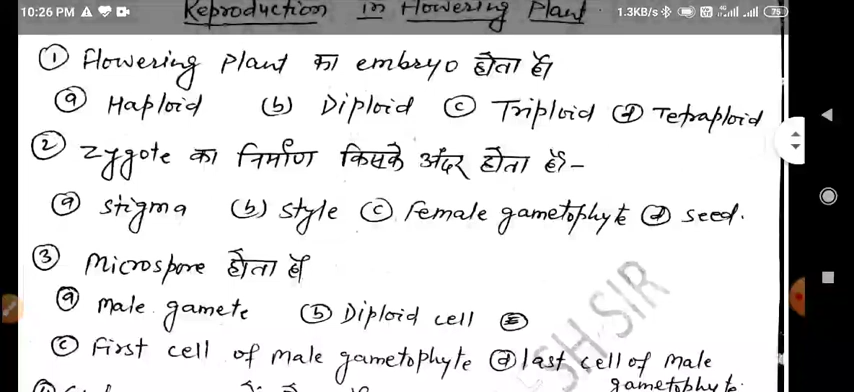 Reproduction in Flowering Plant
10:26 PM 1.3KB/s 75
① Flowering Plant का embryo होता है।
ⓐ Haploid (b) Diploid ⓒ Triploid ⓓ Tetraploid
② Zygote का निर्माण किसके अंदर होता है?-
ⓐ stigma (b) style ⓒ female gametophyte ⓓ seed.
③ Microspore होता है
ⓐ male gamete ⓑ Diploid cell
ⓒ First cell of male gametophyte ⓓ last cell of male
gametophyte.
SH SIR